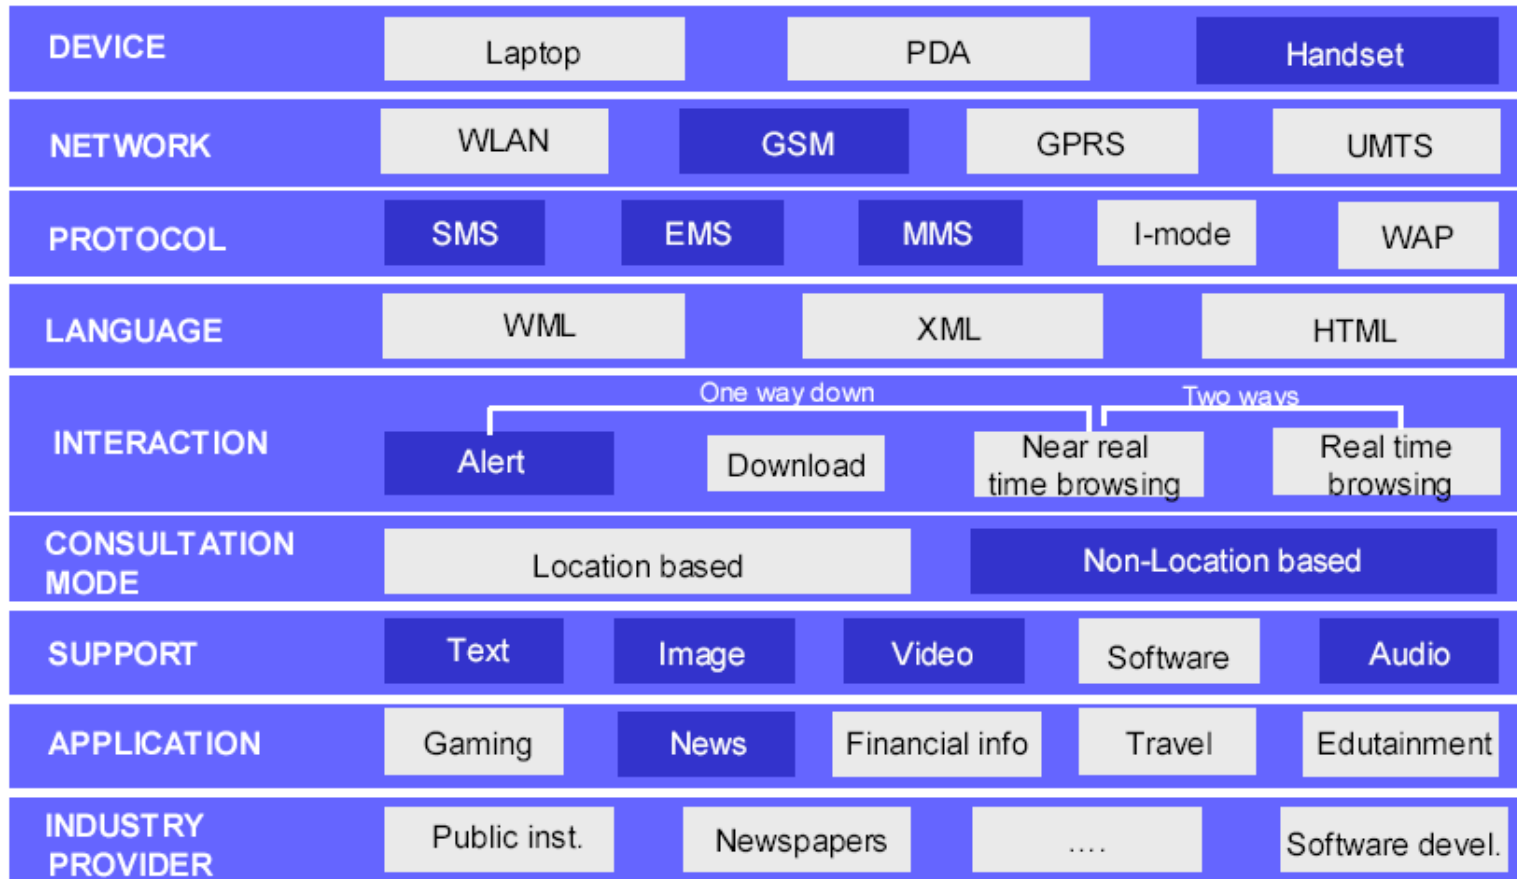 DEVICE
Laptop
PDA
Handset
NETWORK
WLAN
GSM
GPRS
UMTS
PROTOCOL
SMS
EMS
MMS
I-mode
WAP
LANGUAGE
WML
XML
HTML
One way down
Two ways
INTERACTION
Alert
Download
Near real
time browsing
Real time
browsing
CONSULTATION
MODE
Location based
Non-Location based
SUPPORT
Text
Image
Video
Software
Audio
APPLICATION
Gaming
News
Financial info
Travel
Edutainment
INDUSTRY
PROVIDER
Public inst.
Newspapers
....
Software devel.